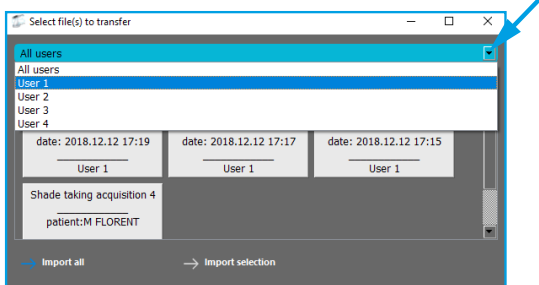 Select file(s) to transfer
All users
All users
User 1
User 2
User 3
User 4
date: 2018.12.12 17:19
date: 2018.12.12 17:17
date: 2018.12.12 17:15
User 1
User 1
User 1
Shade taking acquisition 4
patient:M FLORENT
Import all
Import selection